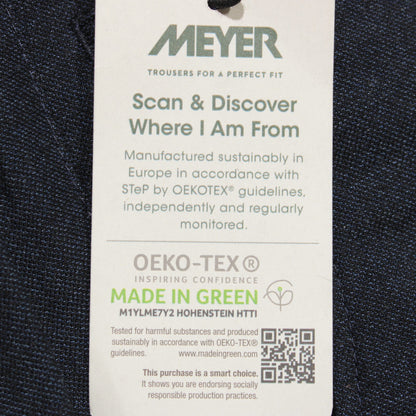 MEYER
TROUSERS FOR A PERFECT FIT
Scan & Discover
Where I Am From
Manufactured sustainably in
Europe in accordance with
STeP by OEKOTEX® guidelines,
independently and regularly
monitored.
OEKO-TEX®
INSPIRING CONFIDENCE
MADE IN GREEN
M1YLME7Y2 HOHENSTEIN HTTI
Tested for harmful substances and produced
sustainably in accordance with OEKO-TEX®
guidelines. www.madeingreen.com
This purchase is a smart choice.
It shows you are endorsing socially
responsible production practices.